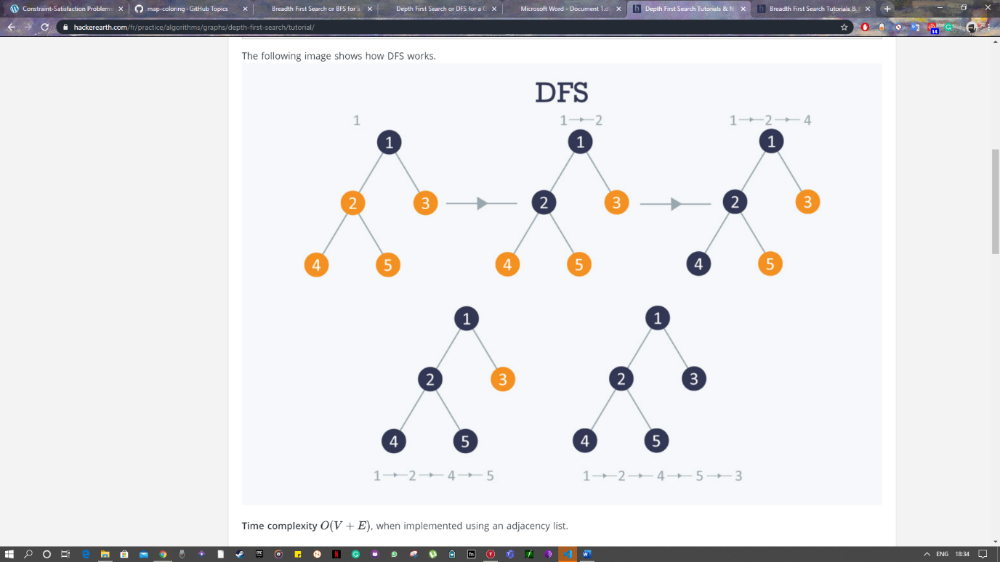 Constraint-Satisfaction Problems
map-coloring · GitHub Topics
Breadth First Search or BFS for a
Depth First Search or DFS for a G
Microsoft Word - Document 1.d
Depth First Search Tutorials & N
Breadth First Search Tutorials &
hackerearth.com/fr/practice/algorithms/graphs/depth-first-search/tutorial/
14
The following image shows how DFS works.
DFS
1
1 2
1 2 4
1
1
1
2 3
2 3
2 3
4 5
4 5
4 5
1
1
2 3
2 3
4 5
4 5
1 2 4 5
1 2 4 5 3
Time complexity O(V + E), when implemented using an adjacency list.
ENG 18:34